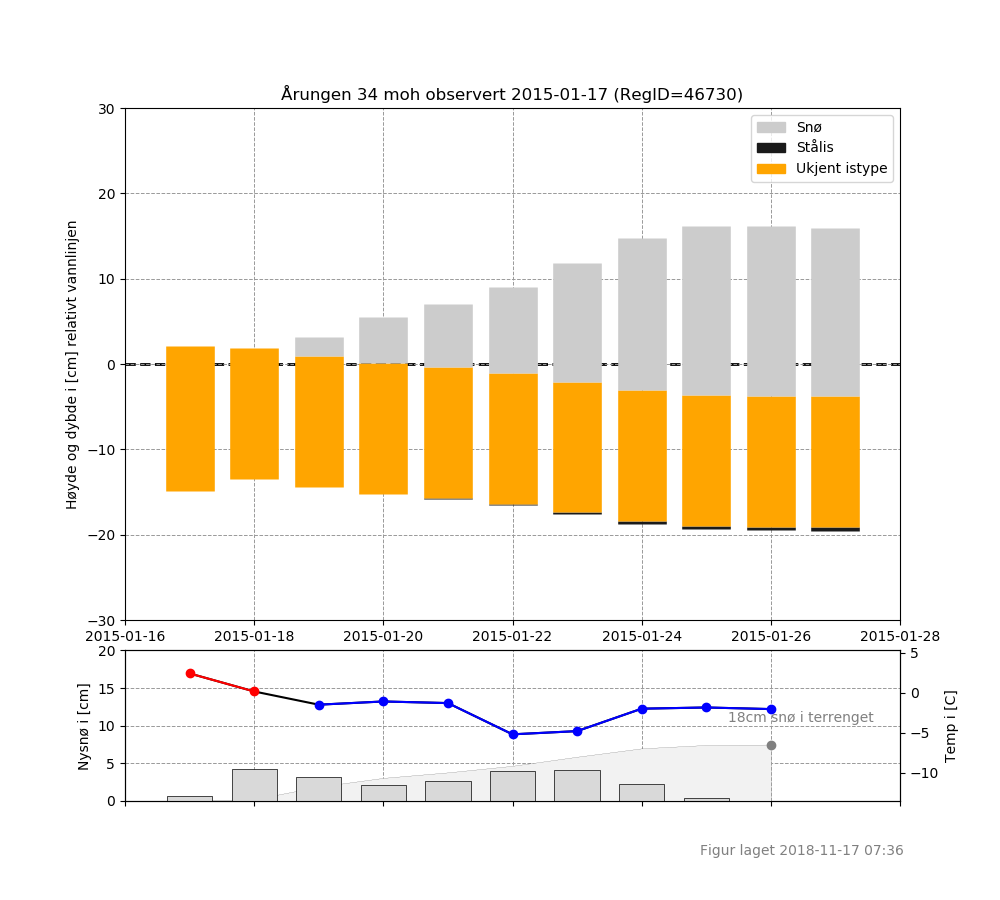 Årungen 34 moh observert 2015-01-17 (RegID=46730)
30
20
10
0
−10
−20
−30
Høyde og dybde i [cm] relativt vannlinjen
Snø
Stålis
Ukjent istype
2015-01-16 2015-01-18 2015-01-20 2015-01-22 2015-01-24 2015-01-26 2015-01-28
20
15
10
5
0
Nysnø i [cm]
18cm snø i terrenget
5
0
−5
−10
Temp i [C]
Figur laget 2018-11-17 07:36